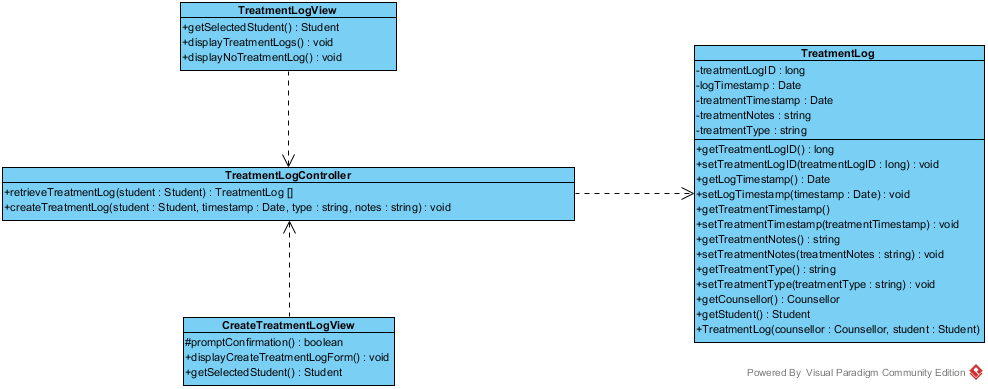 TreatmentLogView
+getSelectedStudent() : Student
+displayTreatmentLogs() : void
+displayNoTreatmentLog() : void
TreatmentLog
-treatmentLogID : long
-logTimestamp : Date
-treatmentTimestamp : Date
-treatmentNotes : string
-treatmentType : string
+getTreatmentLogID() : long
+setTreatmentLogID(treatmentLogID : long) : void
+getLogTimestamp() : Date
+setLogTimestamp(timestamp : Date) : void
+getTreatmentTimestamp()
+setTreatmentTimestamp(treatmentTimestamp) : void
+getTreatmentNotes() : string
+setTreatmentNotes(treatmentNotes : string) : void
+getTreatmentType() : string
+setTreatmentType(treatmentType : string) : void
+getCounsellor() : Counsellor
+getStudent() : Student
+TreatmentLog(counsellor : Counsellor, student : Student)
TreatmentLogController
+retrieveTreatmentLog(student : Student) : TreatmentLog []
+createTreatmentLog(student : Student, timestamp : Date, type : string, notes : string) : void
CreateTreatmentLogView
#promptConfirmation() : boolean
+displayCreateTreatmentLogForm() : void
+getSelectedStudent() : Student
Powered By Visual Paradigm Community Edition